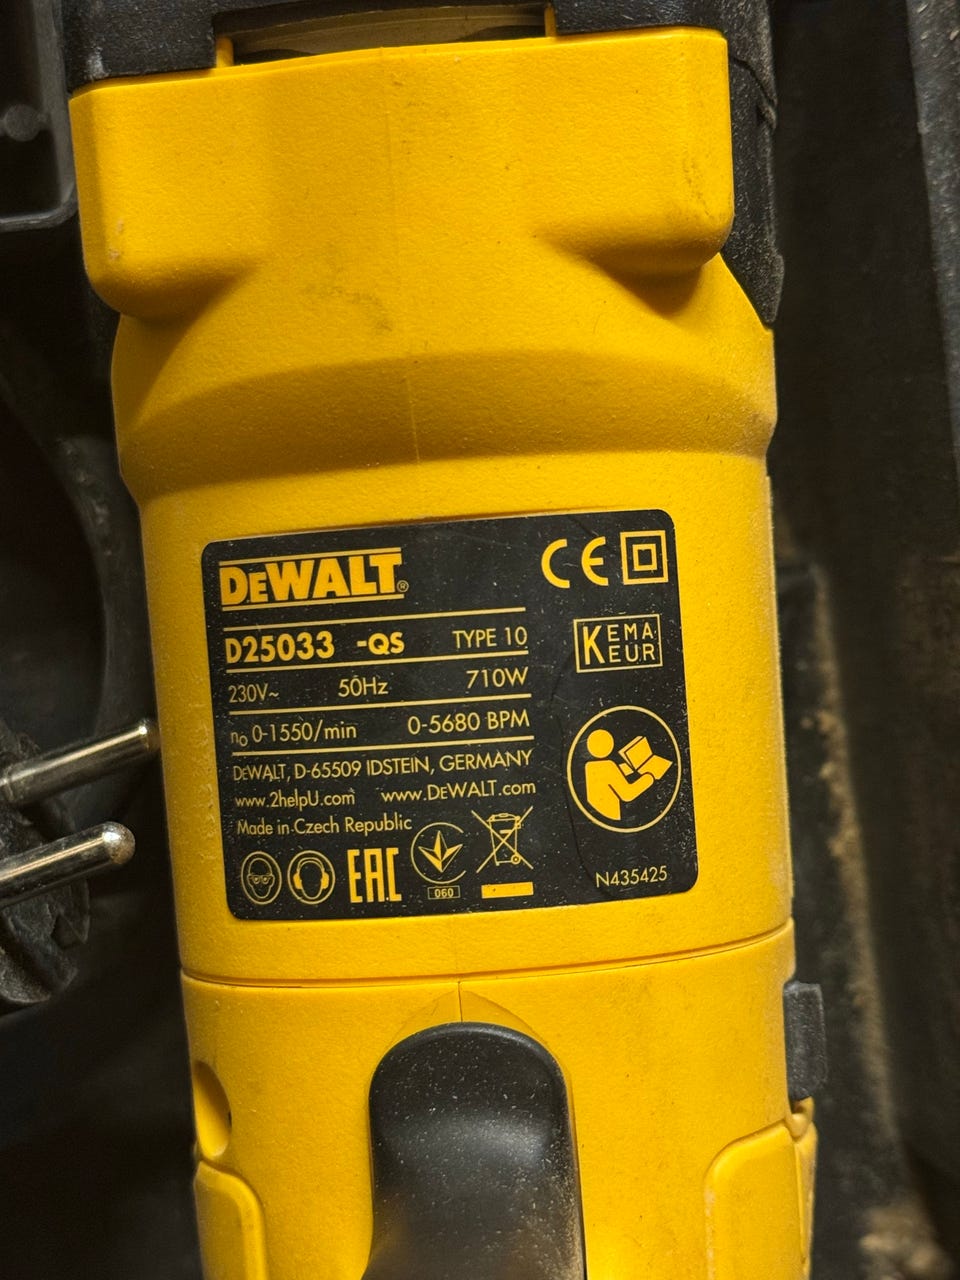 DEWALT®
D25033 -QS TYPE 10
230V~ 50Hz 710W
n0 0-1550/min 0-5680 BPM
DEWALT, D-65509 IDSTEIN, GERMANY
www.2helpU.com www.DEWALT.com
Made in Czech Republic
EAC
060
CE
KEMA
EUR
N435425